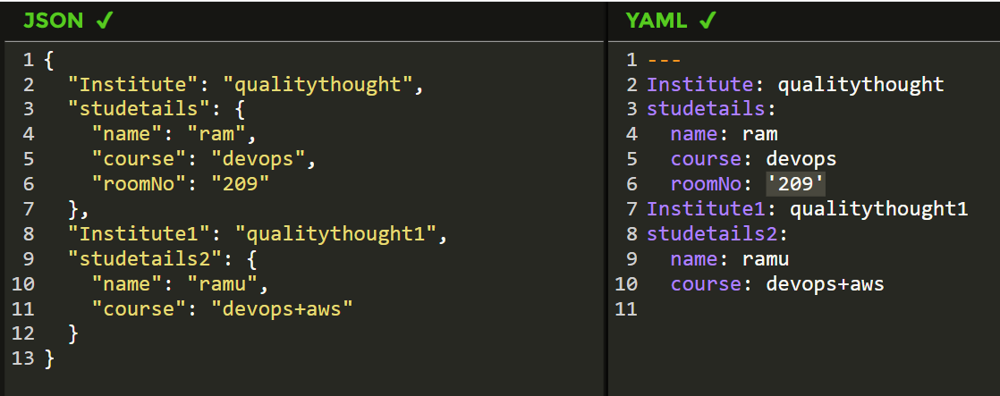 JSON ✓
1 {
2   "Institute": "qualitythought",
3   "studetails": {
4     "name": "ram",
5     "course": "devops",
6     "roomNo": "209"
7   },
8   "Institute1": "qualitythought1",
9   "studetails2": {
10     "name": "ramu",
11     "course": "devops+aws"
12   }
13 }
YAML ✓
1 ---
2 Institute: qualitythought
3 studetails:
4   name: ram
5   course: devops
6   roomNo: '209'
7 Institute1: qualitythought1
8 studetails2:
9   name: ramu
10   course: devops+aws
11